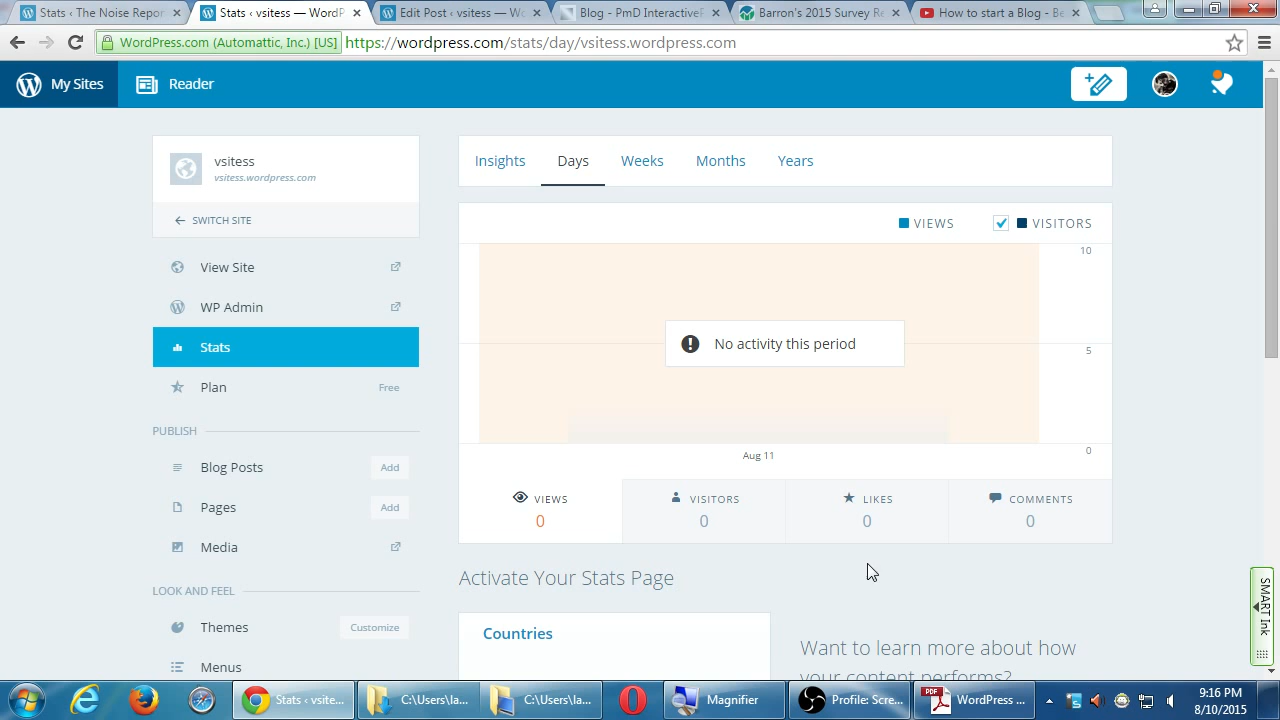 Stats ‹ The Noise Repor
Stats ‹ vsitess — WordP
Edit Post ‹ vsitess — Wo
Blog - PmD InteractiveP
Barron's 2015 Survey Re
How to start a Blog - Be
WordPress.com (Automattic, Inc.) [US]
https://wordpress.com/stats/day/vsitess.wordpress.com
My Sites
Reader
vsitess
vsitess.wordpress.com
SWITCH SITE
View Site
WP Admin
Stats
Plan Free
PUBLISH
Blog Posts Add
Pages Add
Media
LOOK AND FEEL
Themes Customize
Menus
Insights Days Weeks Months Years
VIEWS VISITORS
10
No activity this period
5
0
Aug 11
VIEWS VISITORS LIKES COMMENTS
0 0 0 0
Activate Your Stats Page
Countries
Want to learn more about how
your content performs?
SMART Ink
Stats ‹ vsite...
C:\Users\la...
C:\Users\la...
Magnifier
Profile: Scre...
PDF
WordPress ...
9:16 PM
8/10/2015